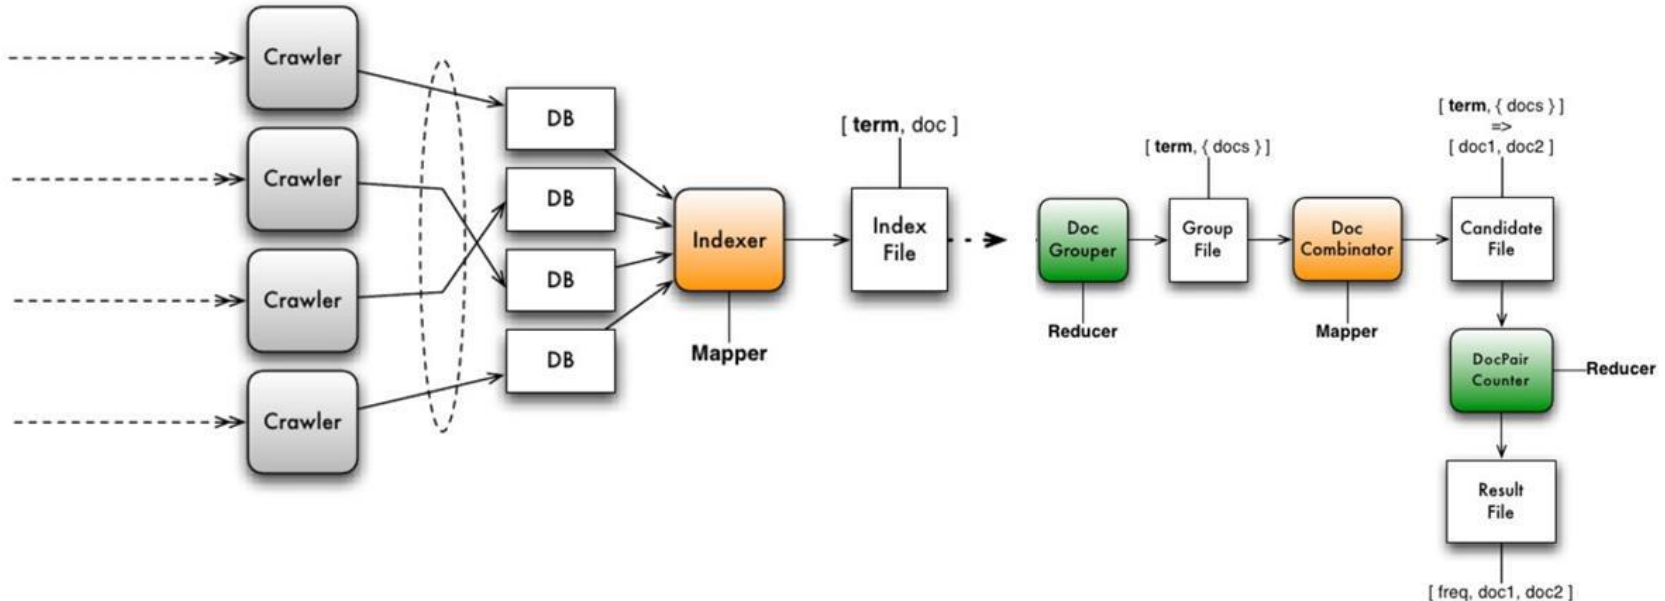 Crawler
Crawler
Crawler
Crawler
DB
DB
DB
DB
Indexer
Mapper
[ term, doc ]
Index
File
Doc
Grouper
Reducer
[ term, { docs } ]
Group
File
Doc
Combinator
Mapper
[ term, { docs } ]
=>
[ doc1, doc2 ]
Candidate
File
DocPair
Counter
Reducer
Result
File
[ freq, doc1, doc2 ]